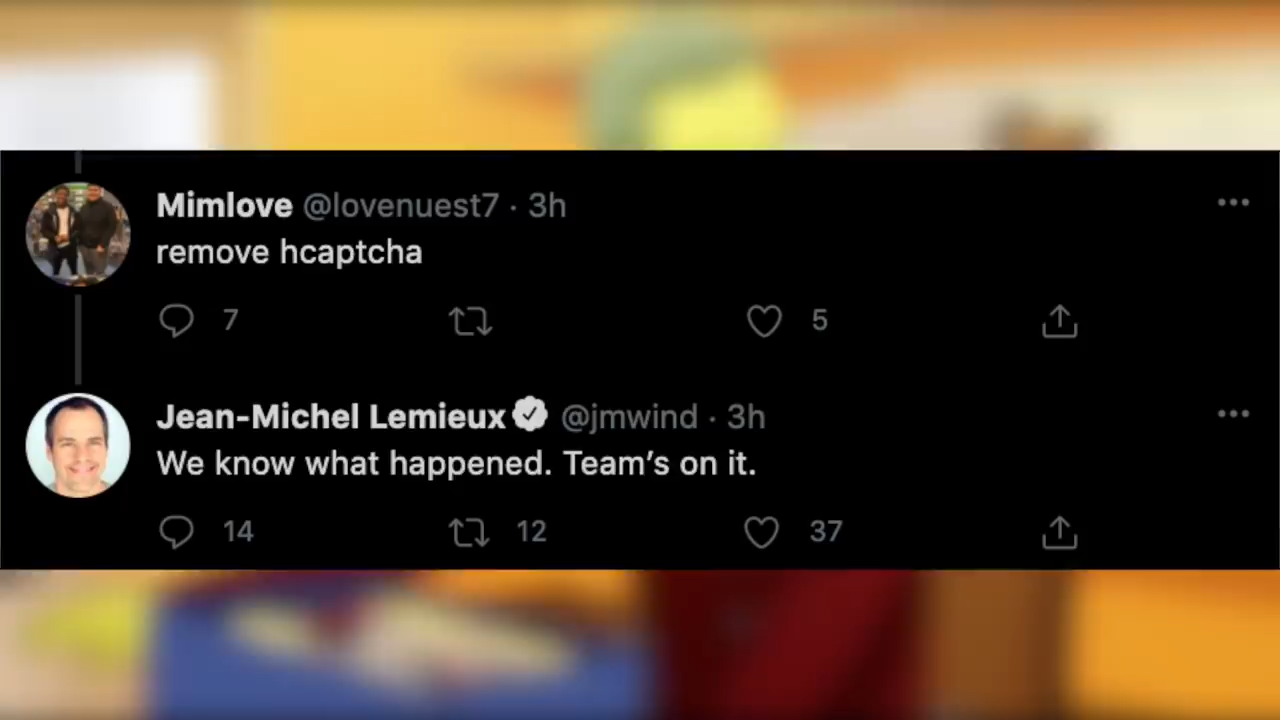 Mimlove @lovenuest7 · 3h
remove hcaptcha
7 5
Jean-Michel Lemieux @jmwind · 3h
We know what happened. Team's on it.
14 12 37